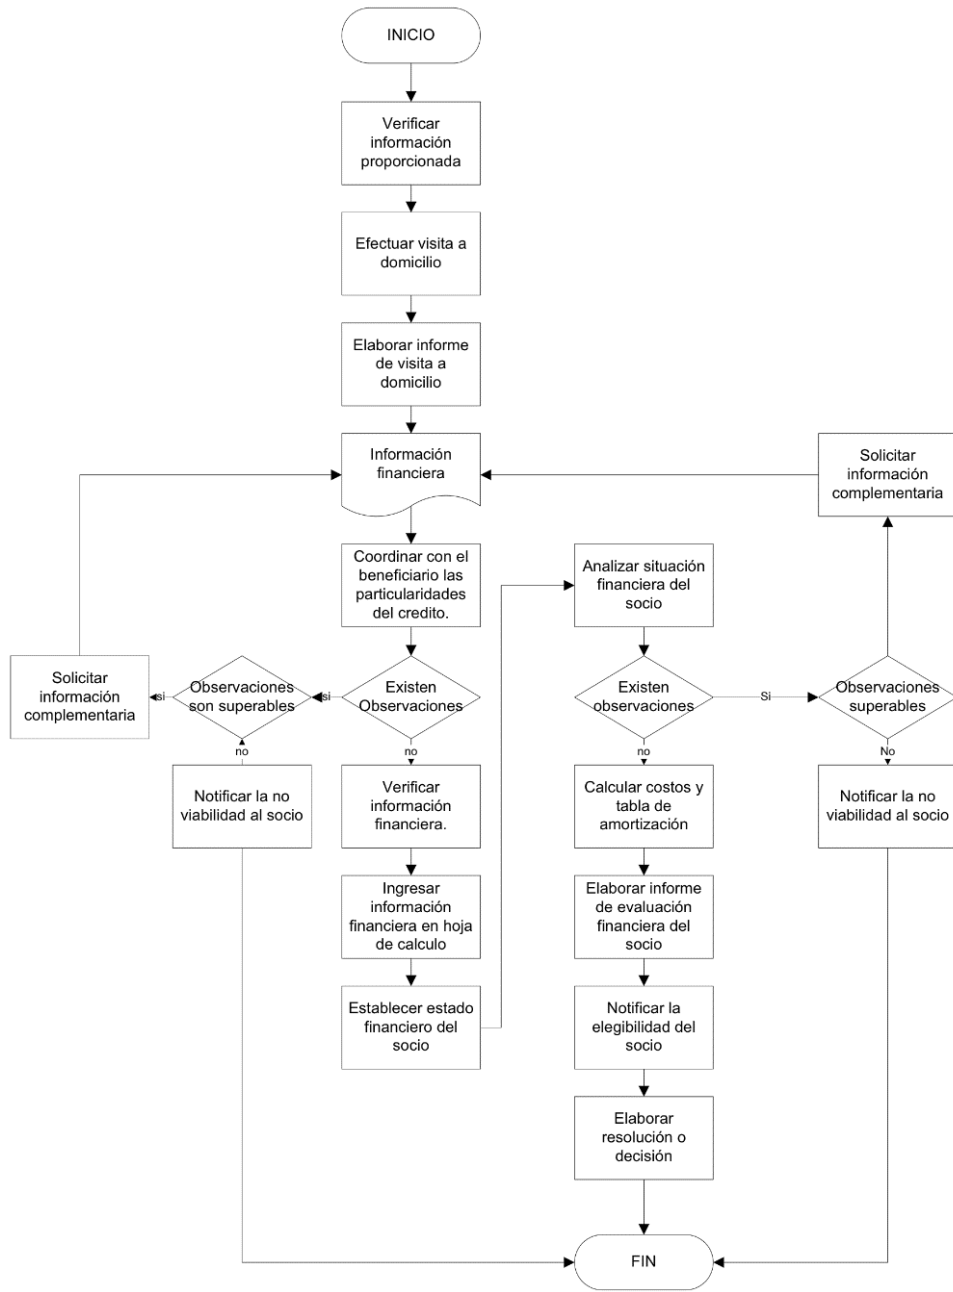 INICIO
Verificar
información
proporcionada
Efectuar visita a
domicilio
Elaborar informe
de visita a
domicilio
Información
financiera
Solicitar
información
complementaria
Coordinar con el
beneficiario las
particularidades
del credito.
Analizar situación
financiera del
socio
Solicitar
información
complementaria
si
Observaciones
son superables
si
Existen
Observaciones
Existen
observaciones
Si
Observaciones
superables
no
no
no
No
Notificar la no
viabilidad al socio
Verificar
información
financiera.
Calcular costos y
tabla de
amortización
Notificar la no
viabilidad al socio
Ingresar
información
financiera en hoja
de calculo
Elaborar informe
de evaluación
financiera del
socio
Establecer estado
financiero del
socio
Notificar la
elegibilidad del
socio
Elaborar
resolución o
decisión
FIN